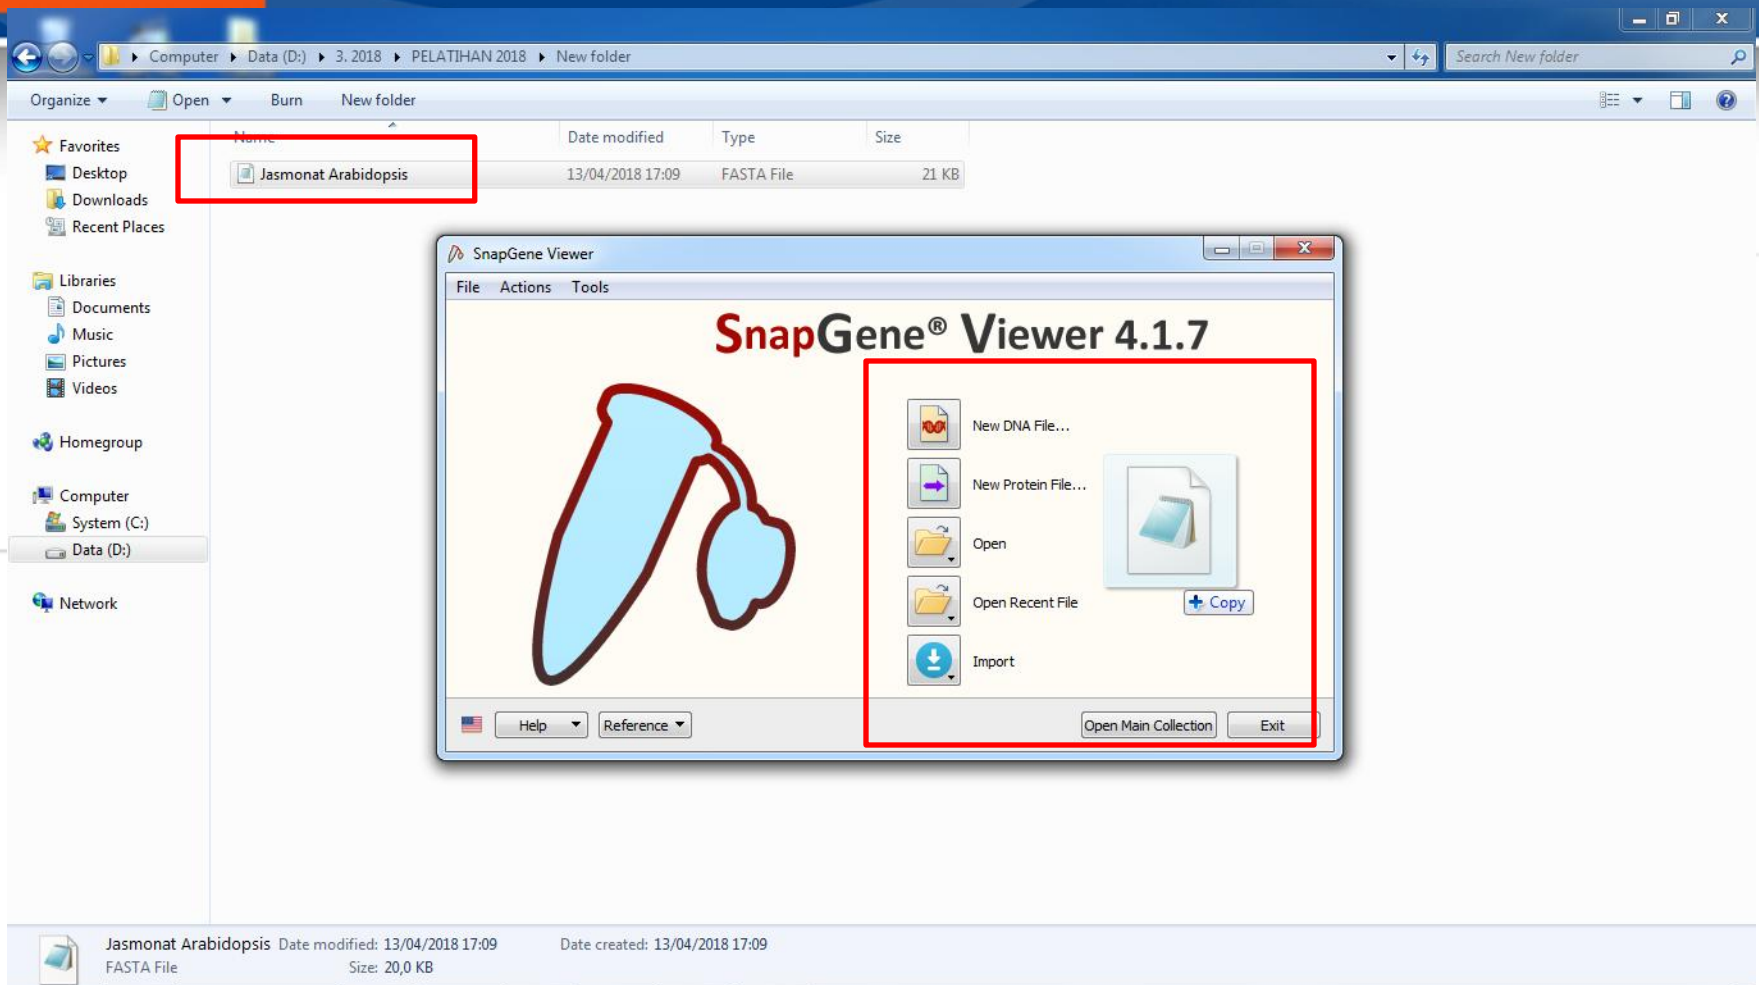 Computer ▸ Data (D:) ▸ 3. 2018 ▸ PELATIHAN 2018 ▸ New folder
Search New folder
Organize Open Burn New folder
Name Date modified Type Size
Jasmonat Arabidopsis 13/04/2018 17:09 FASTA File 21 KB
Favorites
Desktop
Downloads
Recent Places
Libraries
Documents
Music
Pictures
Videos
Homegroup
Computer
System (C:)
Data (D:)
Network
SnapGene Viewer
File Actions Tools
SnapGene® Viewer 4.1.7
New DNA File...
New Protein File...
Open
Open Recent File
Import
Copy
Help Reference Open Main Collection Exit
Jasmonat Arabidopsis Date modified: 13/04/2018 17:09 Date created: 13/04/2018 17:09
FASTA File Size: 20,0 KB